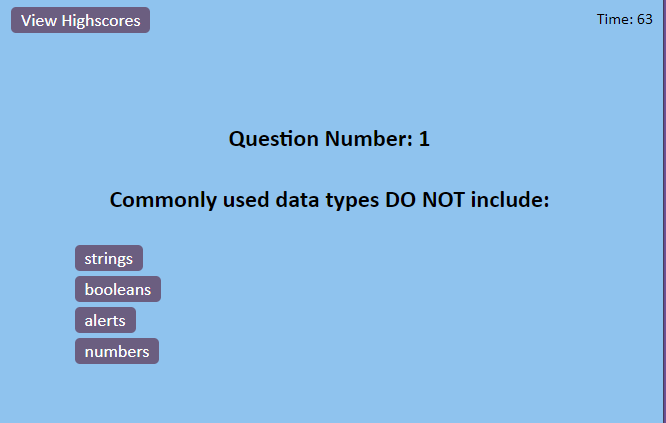 View Highscores
Time: 63
Question Number: 1
Commonly used data types DO NOT include:
strings
booleans
alerts
numbers